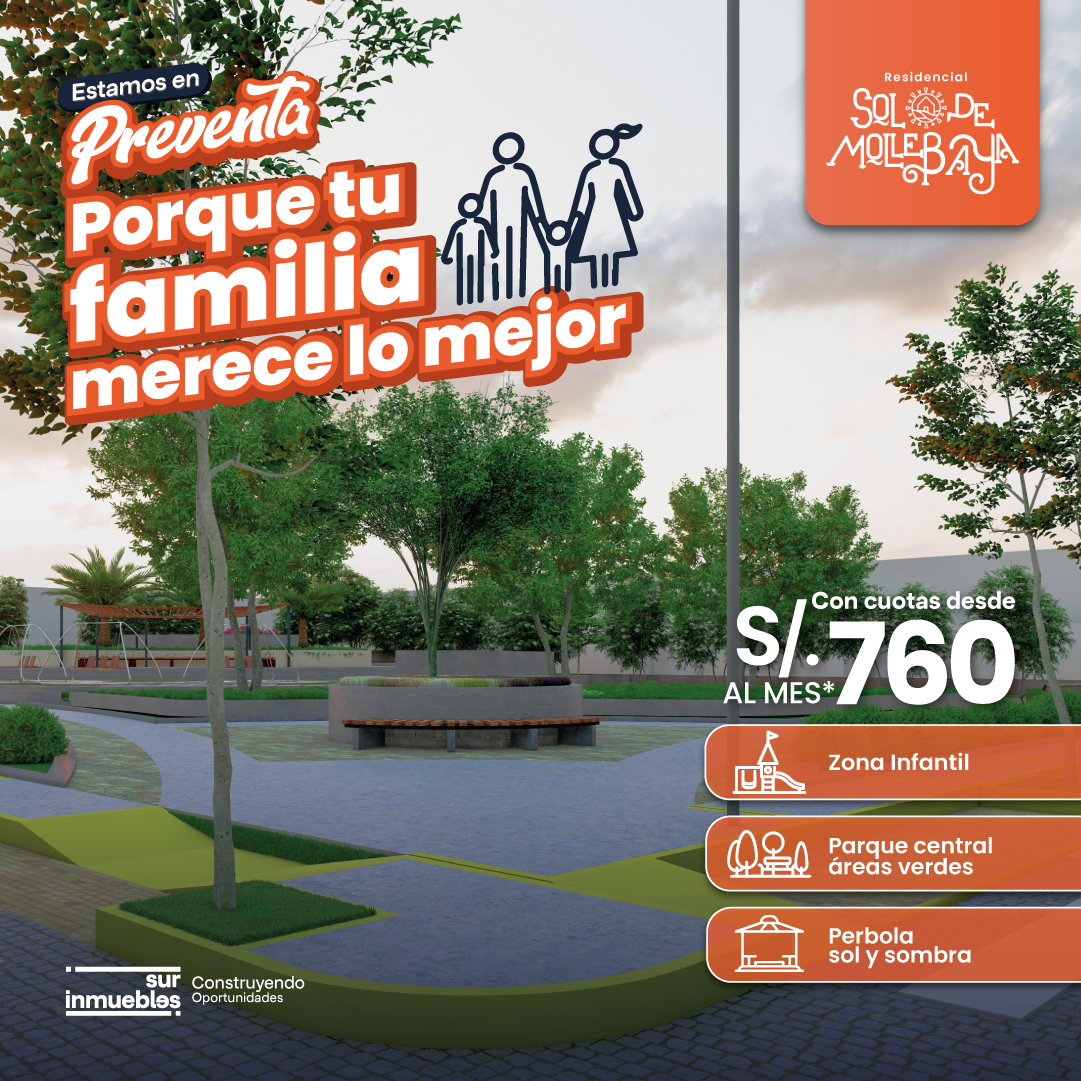 Estamos en
Preventa
Porque tu
familia
merece lo mejor
Residencial
SOL DE
MOLLEBAYA
Con cuotas desde
S/. 760
AL MES*
Zona Infantil
Parque central
áreas verdes
Perbola
sol y sombra
sur
inmuebles
Construyendo
Oportunidades